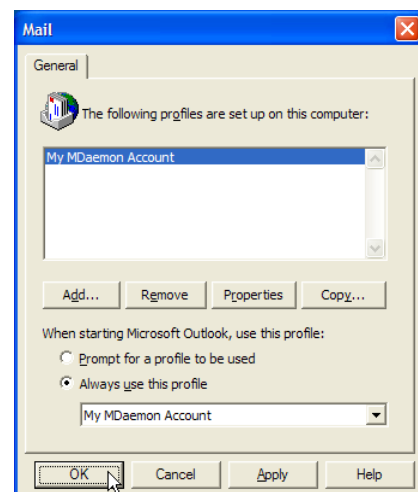 Mail
General
The following profiles are set up on this computer:
My MDaemon Account
Add... Remove Properties Copy...
When starting Microsoft Outlook, use this profile:
Prompt for a profile to be used
Always use this profile
My MDaemon Account
OK Cancel Apply Help